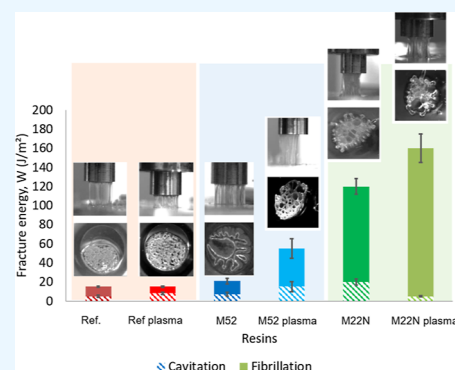 Fracture energy, W (J/m²)
200
180
160
140
120
100
80
60
40
20
0
Ref.
Ref plasma
M52
M52 plasma
M22N
M22N plasma
Resins
Cavitation
Fibrillation